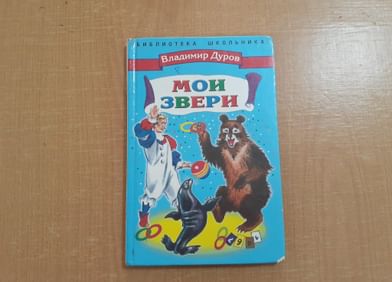 БИБЛИОТЕКА ШКОЛЬНИКА
Владимир Дуров
МОИ
ЗВЕРИ